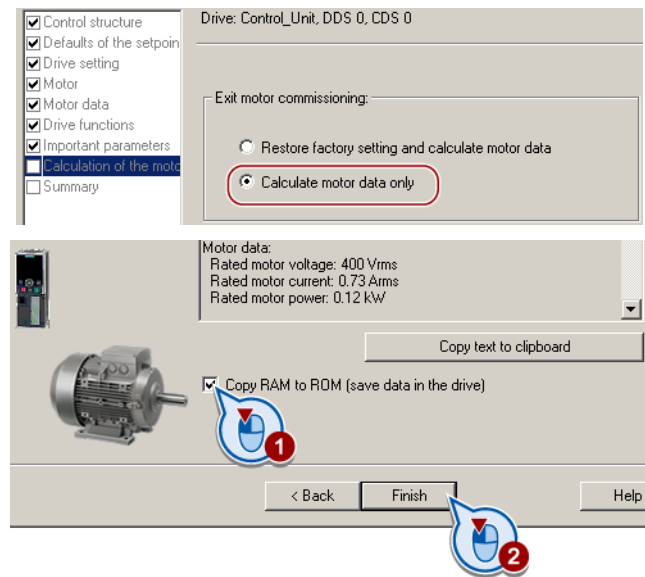 Control structure
Defaults of the setpoin
Drive setting
Motor
Motor data
Drive functions
Important parameters
Calculation of the moto
Summary
Drive: Control_Unit, DDS 0, CDS 0
Exit motor commissioning:
Restore factory setting and calculate motor data
Calculate motor data only
Motor data:
Rated motor voltage: 400 Vrms
Rated motor current: 0.73 Arms
Rated motor power: 0.12 kW
Copy text to clipboard
Copy RAM to ROM (save data in the drive)
1
< Back
Finish
Help
2